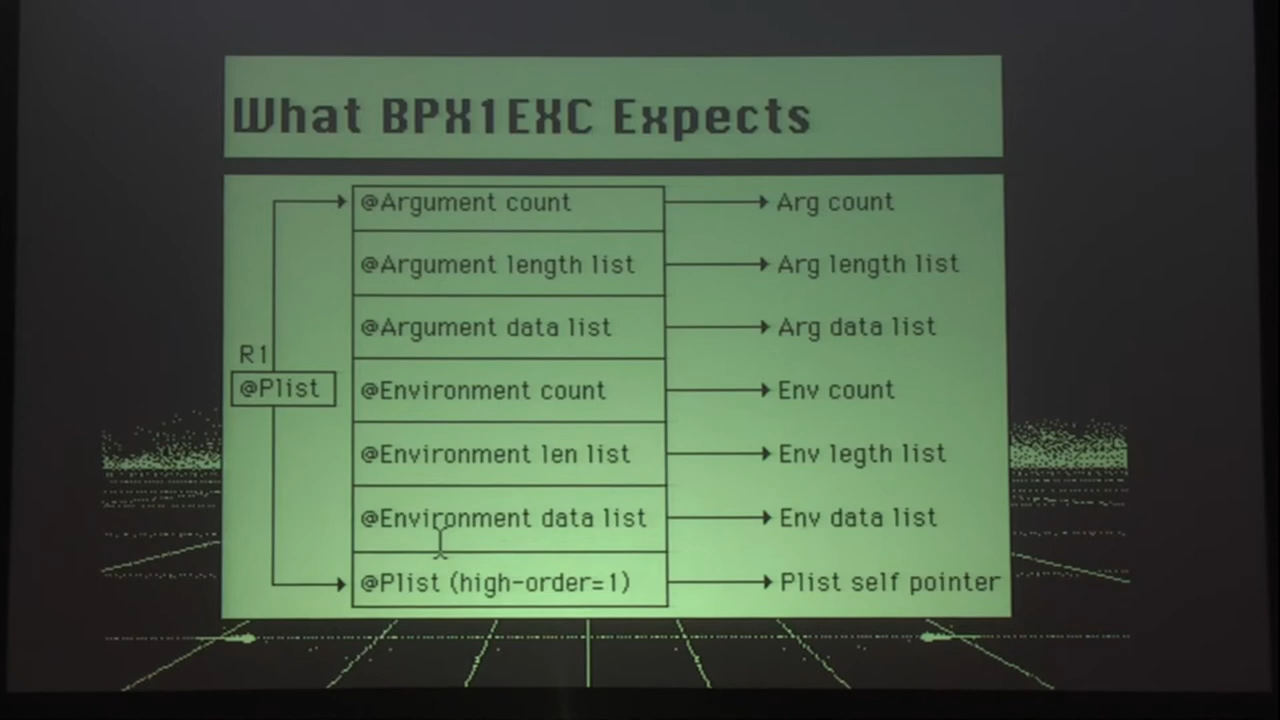 What BPX1EXC Expects
@Argument count Arg count
@Argument length list Arg length list
@Argument data list Arg data list
R1
@Plist
@Environment count Env count
@Environment len list Env legth list
@Environment data list Env data list
@Plist (high-order=1) Plist self pointer